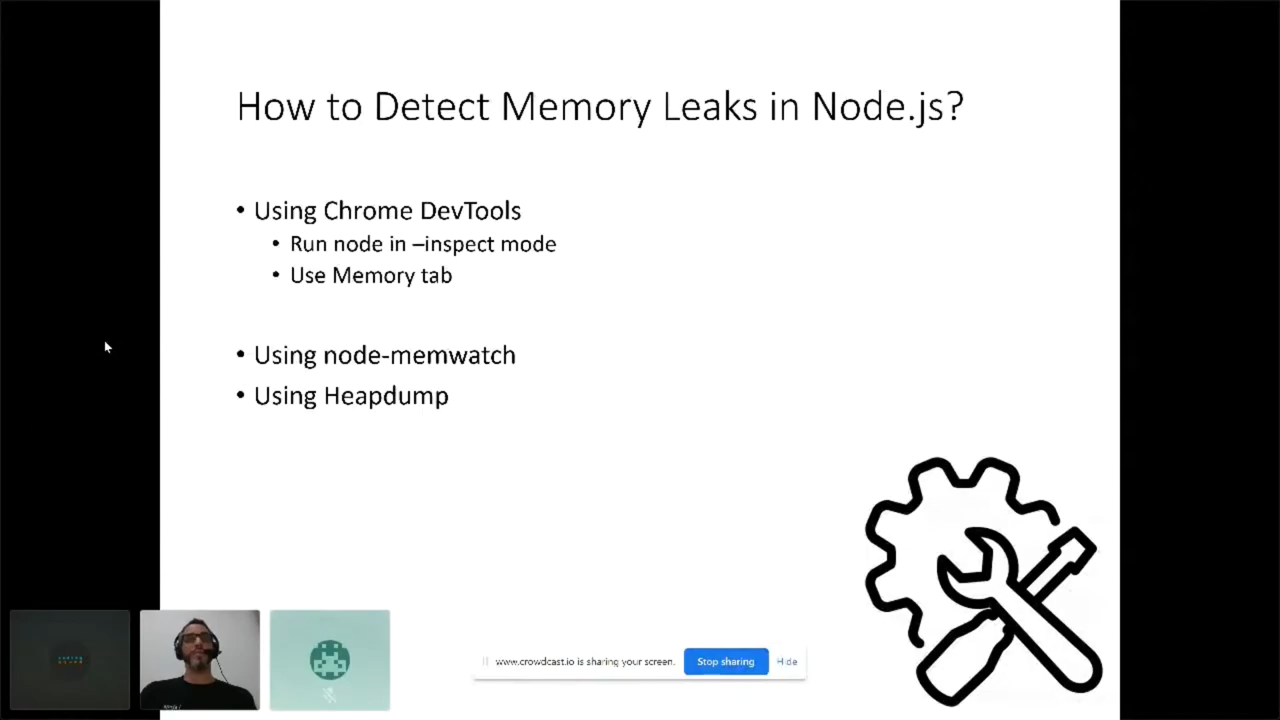 How to Detect Memory Leaks in Node.js?
• Using Chrome DevTools
• Run node in –inspect mode
• Use Memory tab
• Using node-memwatch
• Using Heapdump
www.crowdcast.io is sharing your screen. Stop sharing Hide